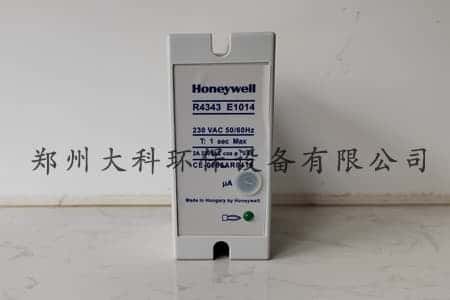 Honeywell
R4343 E1014
230 VAC 50/60Hz
T: 1 sec Max
郑州大科环保设备有限公司
µA
Made in Hungary by Honeywell